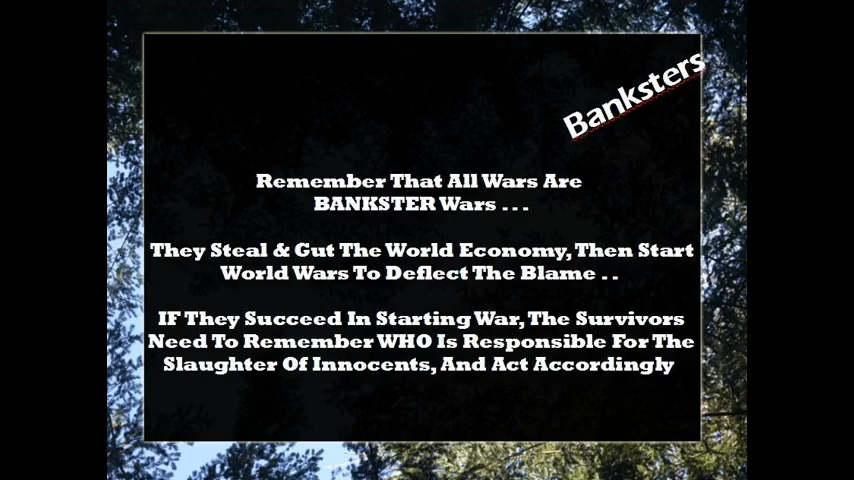 Banksters
Remember That All Wars Are
BANKSTER Wars . . .
They Steal & Gut The World Economy, Then Start
World Wars To Deflect The Blame . .
IF They Succeed In Starting War, The Survivors
Need To Remember WHO Is Responsible For The
Slaughter Of Innocents, And Act Accordingly